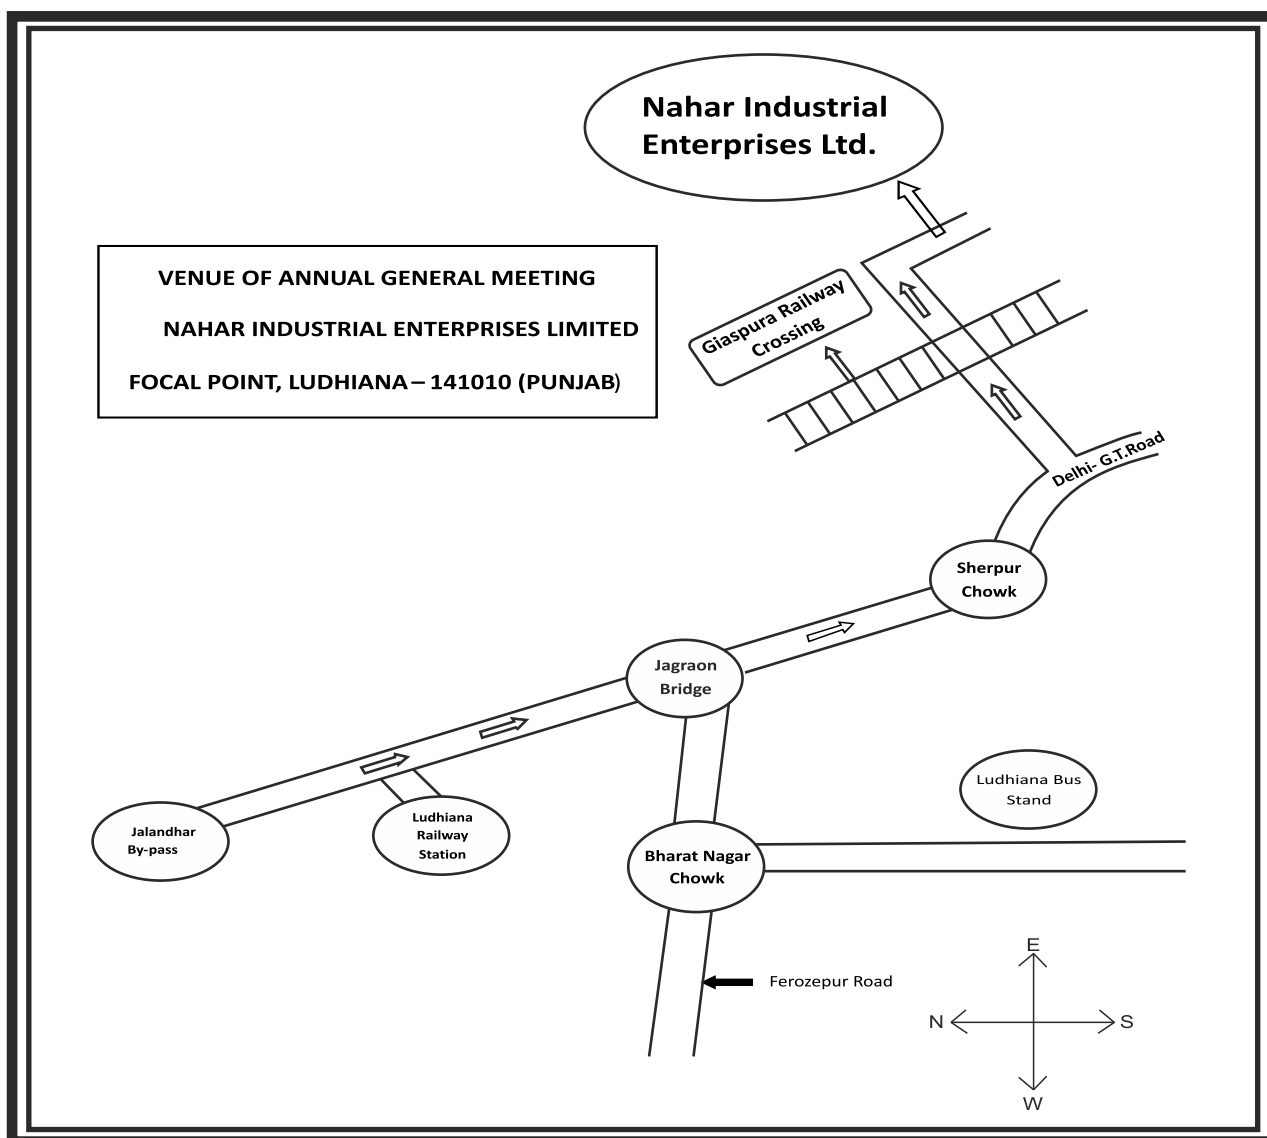 Nahar Industrial
Enterprises Ltd.
VENUE OF ANNUAL GENERAL MEETING
NAHAR INDUSTRIAL ENTERPRISES LIMITED
FOCAL POINT, LUDHIANA – 141010 (PUNJAB)
Giaspura Railway
Crossing
Delhi- G.T.Road
Sherpur
Chowk
Jagraon
Bridge
Jalandhar
By-pass
Ludhiana
Railway
Station
Ludhiana Bus
Stand
Bharat Nagar
Chowk
Ferozepur Road
E
N
S
W